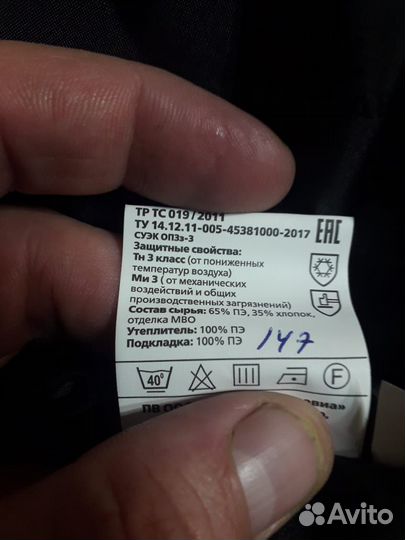 ТР ТС 019/2011
ТУ 14.12.11-005-45381000-2017
СУЭК ОПЗз-3
Защитные свойства:
Тн 3 класс (от пониженных
температур воздуха)
Ми 3 ( от механических
воздействий и общих
производственных загрязнений)
Состав сырья: 65% ПЭ, 35% хлопок,
отделка МВО
Утеплитель: 100% ПЭ
Подкладка: 100% ПЭ
147
EAC
40°
F
Avito